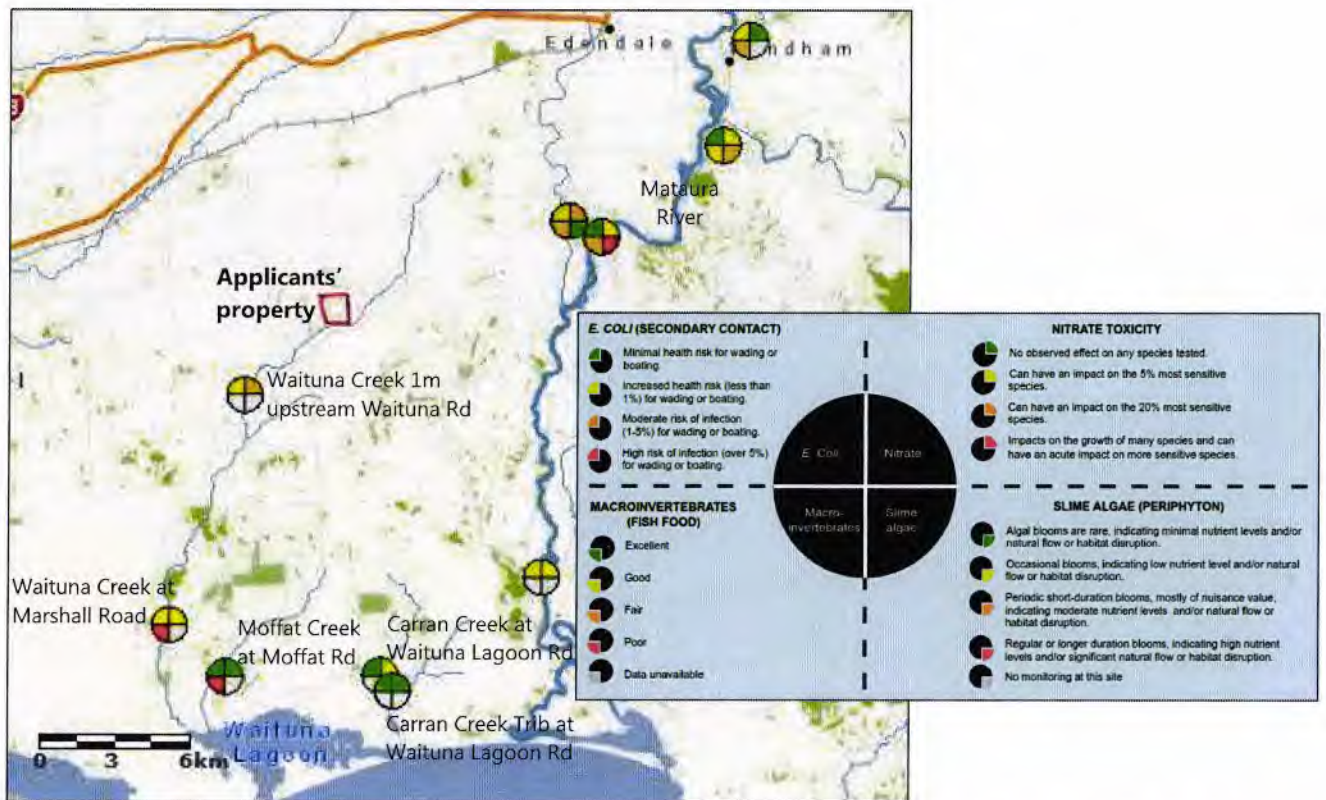 Edendale
ndham
Mataura
River
Applicants'
property
Waituna Creek 1m
upstream Waituna Rd
Waituna Creek at
Marshall Road
Moffat Creek
at Moffat Rd
Carran Creek at
Waituna Lagoon Rd
Carran Creek Trib at
Waituna Lagoon Rd
Waituna
Lagoon
0 3 6km
E. COLI (SECONDARY CONTACT)
Minimal health risk for wading or
boating.
Increased health risk (less than
1%) for wading or boating.
Moderate risk of infection
(1-5%) for wading or boating.
High risk of infection (over 5%)
for wading or boating.
MACROINVERTEBRATES
(FISH FOOD)
Excellent
Good
Fair
Poor
Data unavailable
E. Coli
Nitrate
Macro-
invertebrates
Slime
algae
NITRATE TOXICITY
No observed effect on any species tested.
Can have an impact on the 5% most sensitive
species.
Can have an impact on the 20% most sensitive
species.
Impacts on the growth of many species and can
have an acute impact on more sensitive species.
SLIME ALGAE (PERIPHYTON)
Algal blooms are rare, indicating minimal nutrient levels and/or
natural flow or habitat disruption.
Occasional blooms, indicating low nutrient level and/or natural
flow or habitat disruption.
Periodic short-duration blooms, mostly of nuisance value,
indicating moderate nutrient levels and/or natural flow or
habitat disruption.
Regular or longer duration blooms, indicating high nutrient
levels and/or significant natural flow or habitat disruption.
No monitoring at this site